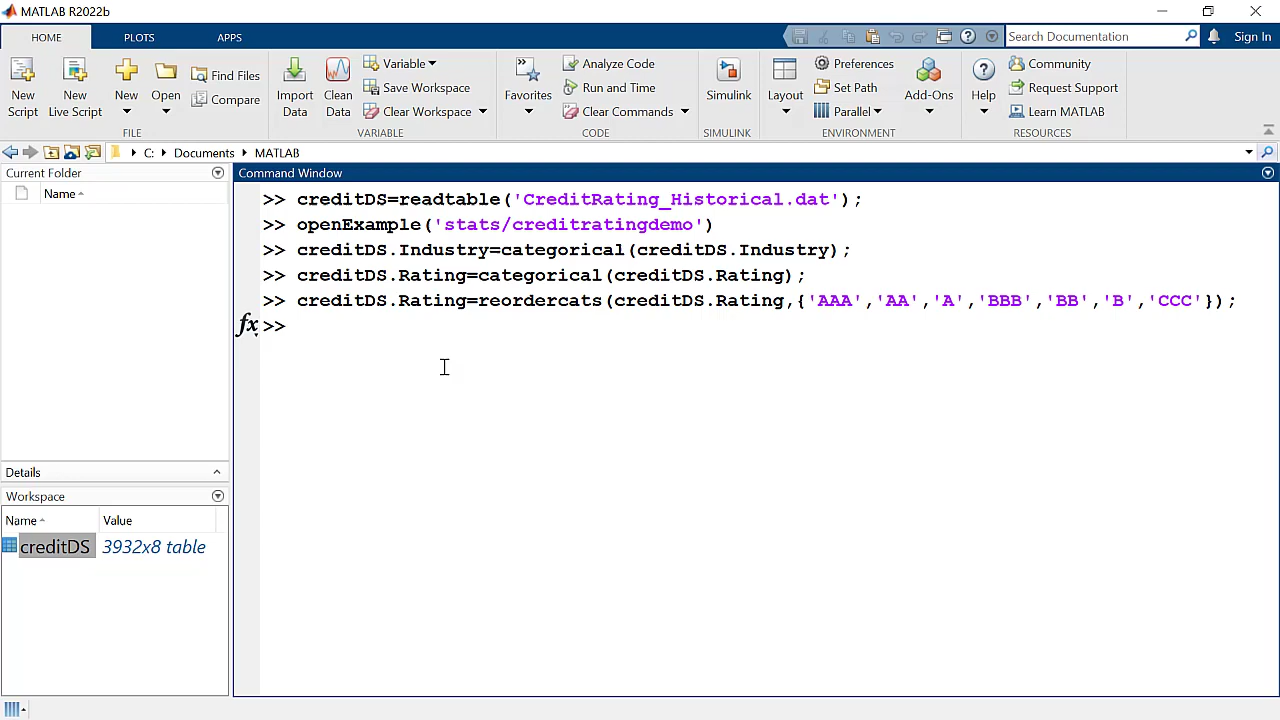 MATLAB R2022b
HOME PLOTS APPS
Search Documentation
Sign In
New Script
New Live Script
New
Open
Find Files
Compare
FILE
Import Data
Clean Data
Variable
Save Workspace
Clear Workspace
VARIABLE
Favorites
Analyze Code
Run and Time
Clear Commands
CODE
Simulink
SIMULINK
Layout
Preferences
Set Path
Parallel
Add-Ons
ENVIRONMENT
Help
Community
Request Support
Learn MATLAB
RESOURCES
C: Documents MATLAB
Current Folder
Name
Details
Workspace
Name Value
creditDS 3932x8 table
Command Window
>> creditDS=readtable('CreditRating_Historical.dat');
>> openExample('stats/creditratingdemo')
>> creditDS.Industry=categorical(creditDS.Industry);
>> creditDS.Rating=categorical(creditDS.Rating);
>> creditDS.Rating=reordercats(creditDS.Rating,{'AAA','AA','A','BBB','BB','B','CCC'});
fx >>